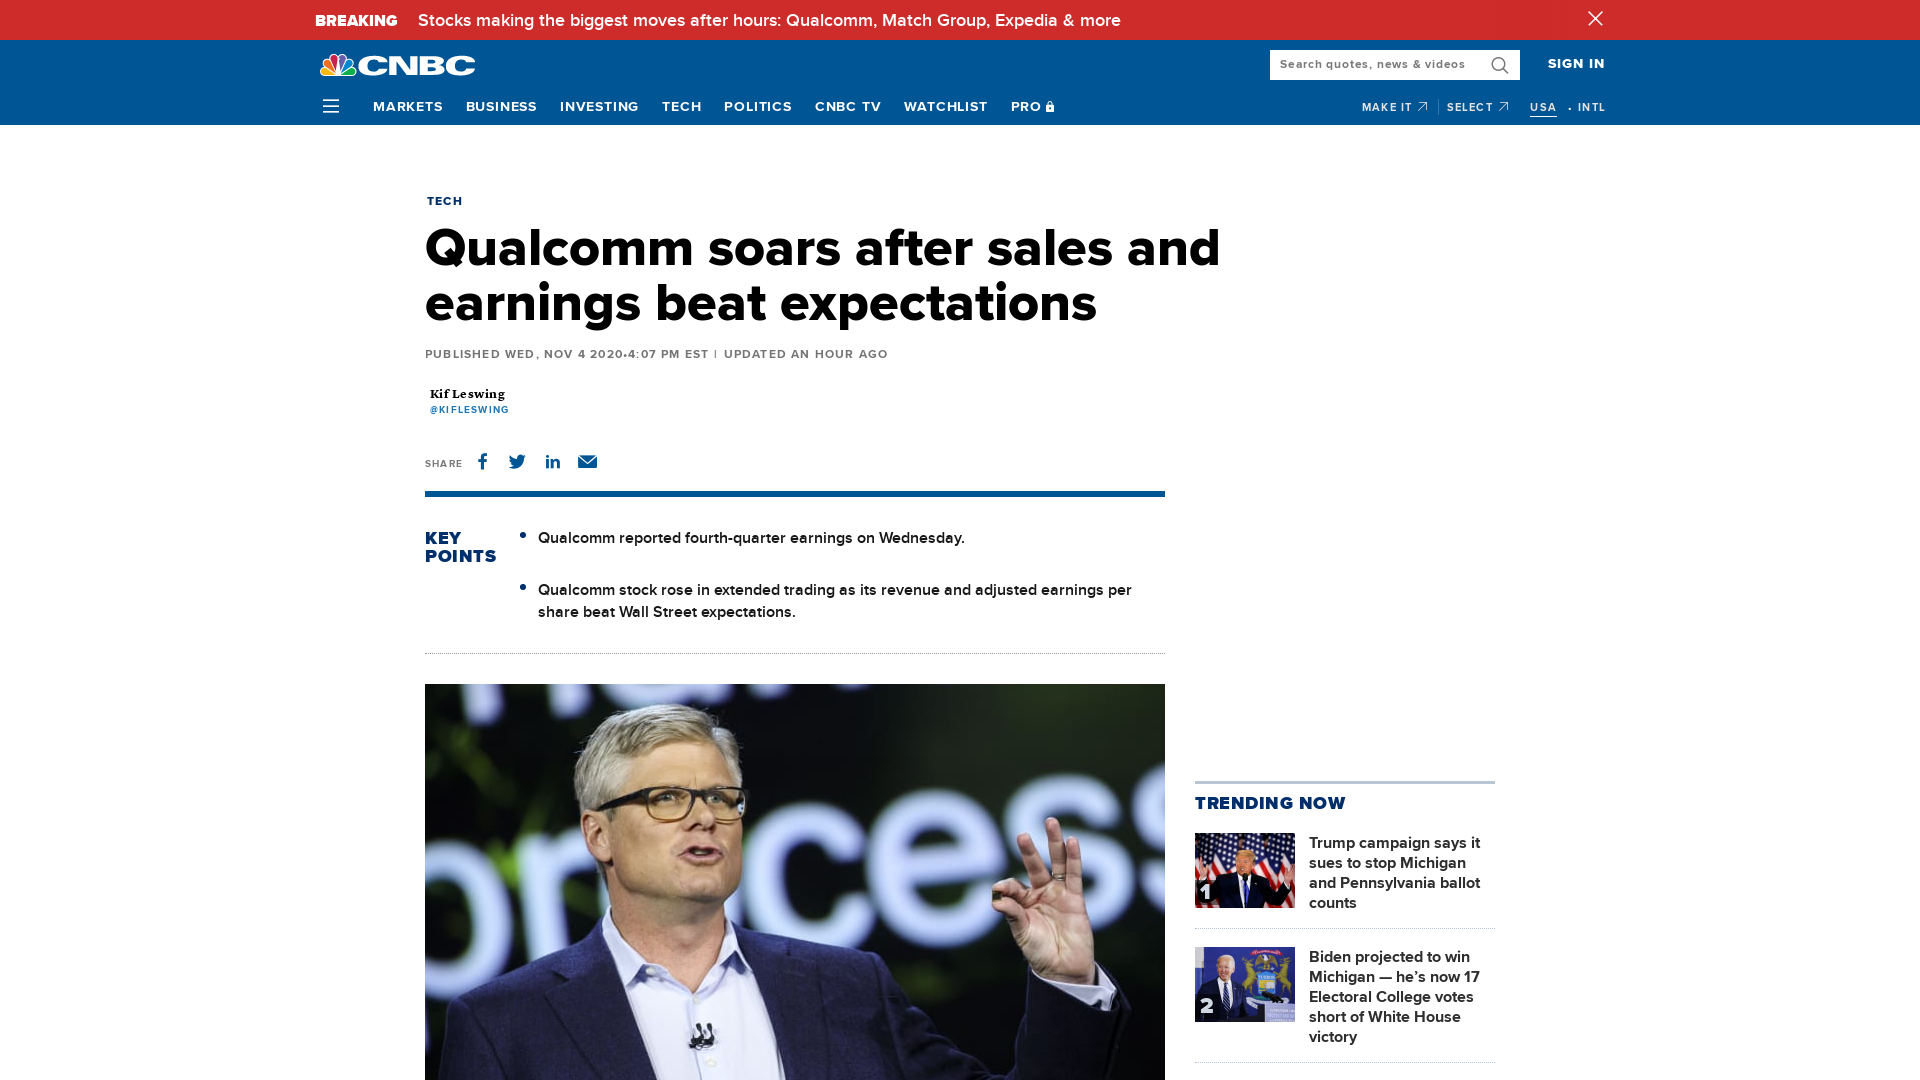 BREAKING Stocks making the biggest moves after hours: Qualcomm, Match Group, Expedia & more
CNBC
Search quotes, news & videos
SIGN IN
MARKETS BUSINESS INVESTING TECH POLITICS CNBC TV WATCHLIST PRO
MAKE IT SELECT USA • INTL
TECH
Qualcomm soars after sales and
earnings beat expectations
PUBLISHED WED, NOV 4 2020•4:07 PM EST | UPDATED AN HOUR AGO
Kif Leswing
@KIFLESWING
SHARE
KEY
POINTS
• Qualcomm reported fourth-quarter earnings on Wednesday.
• Qualcomm stock rose in extended trading as its revenue and adjusted earnings per
share beat Wall Street expectations.
ocess
TRENDING NOW
1
Trump campaign says it
sues to stop Michigan
and Pennsylvania ballot
counts
2
Biden projected to win
Michigan — he’s now 17
Electoral College votes
short of White House
victory